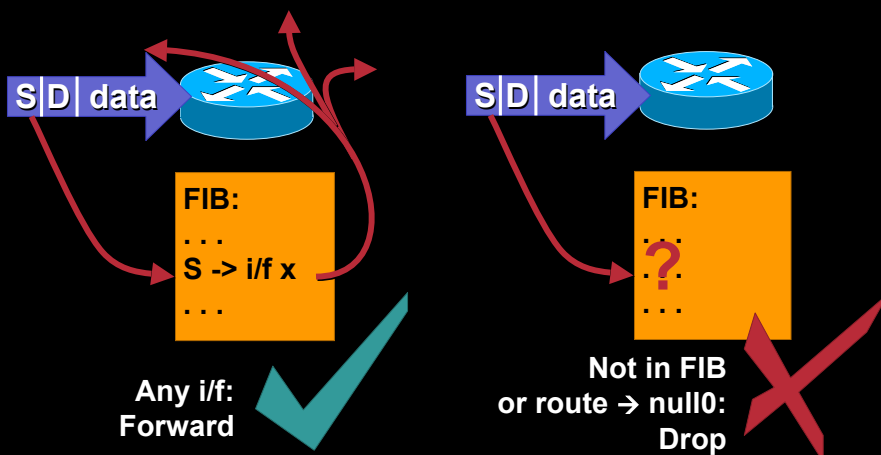 S|D| data
FIB:
. . .
S -> i/f x
. . .
Any i/f:
Forward
S|D| data
FIB:
. . .
. . .
?
. . .
Not in FIB
or route → null0:
Drop